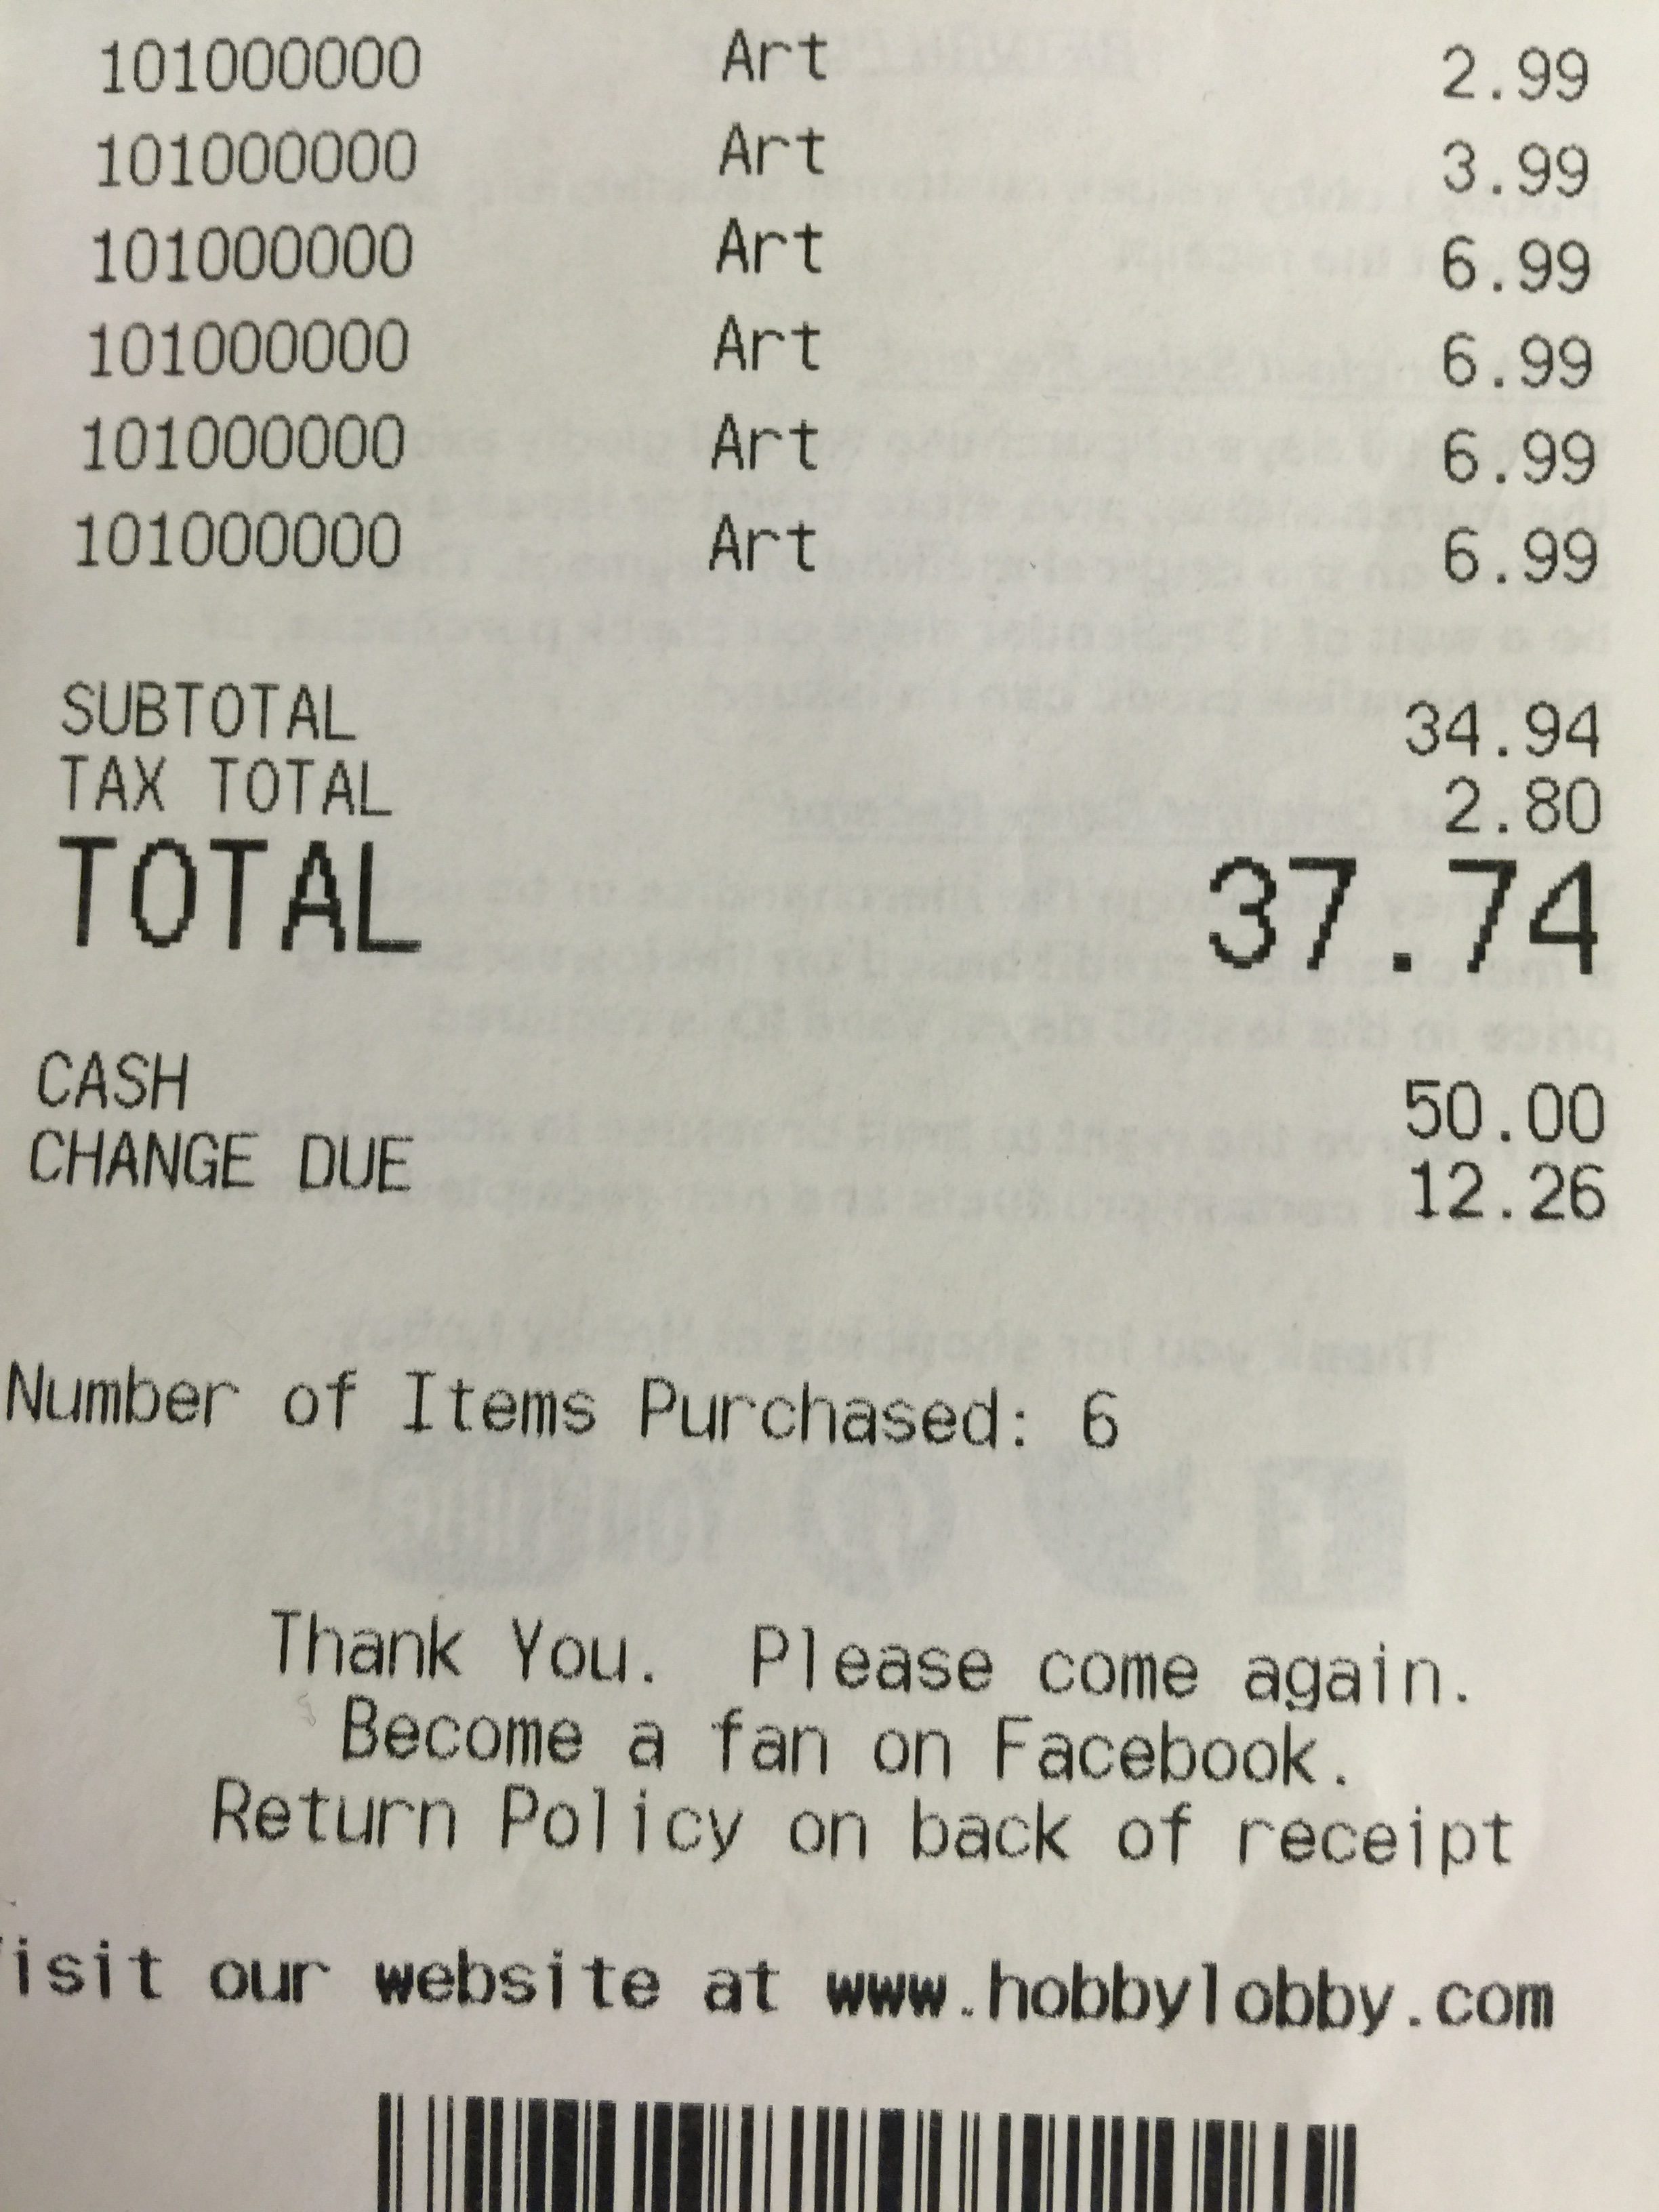 101000000 Art 2.99
101000000 Art 3.99
101000000 Art 6.99
101000000 Art 6.99
101000000 Art 6.99
101000000 Art 6.99
SUBTOTAL 34.94
TAX TOTAL 2.80
TOTAL 37.74
CASH 50.00
CHANGE DUE 12.26
Number of Items Purchased: 6
Thank You. Please come again.
Become a fan on Facebook.
Return Policy on back of receipt
isit our website at www.hobbylobby.com